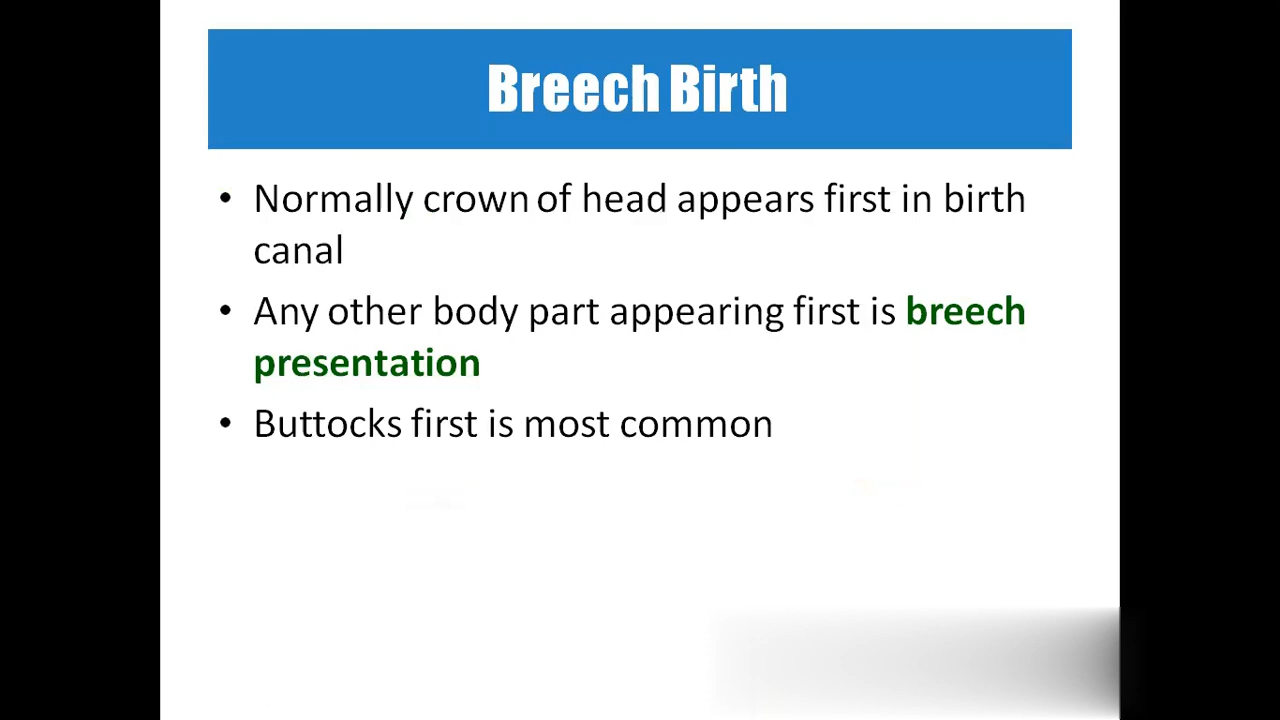 Breech Birth
• Normally crown of head appears first in birth
canal
• Any other body part appearing first is breech
presentation
• Buttocks first is most common